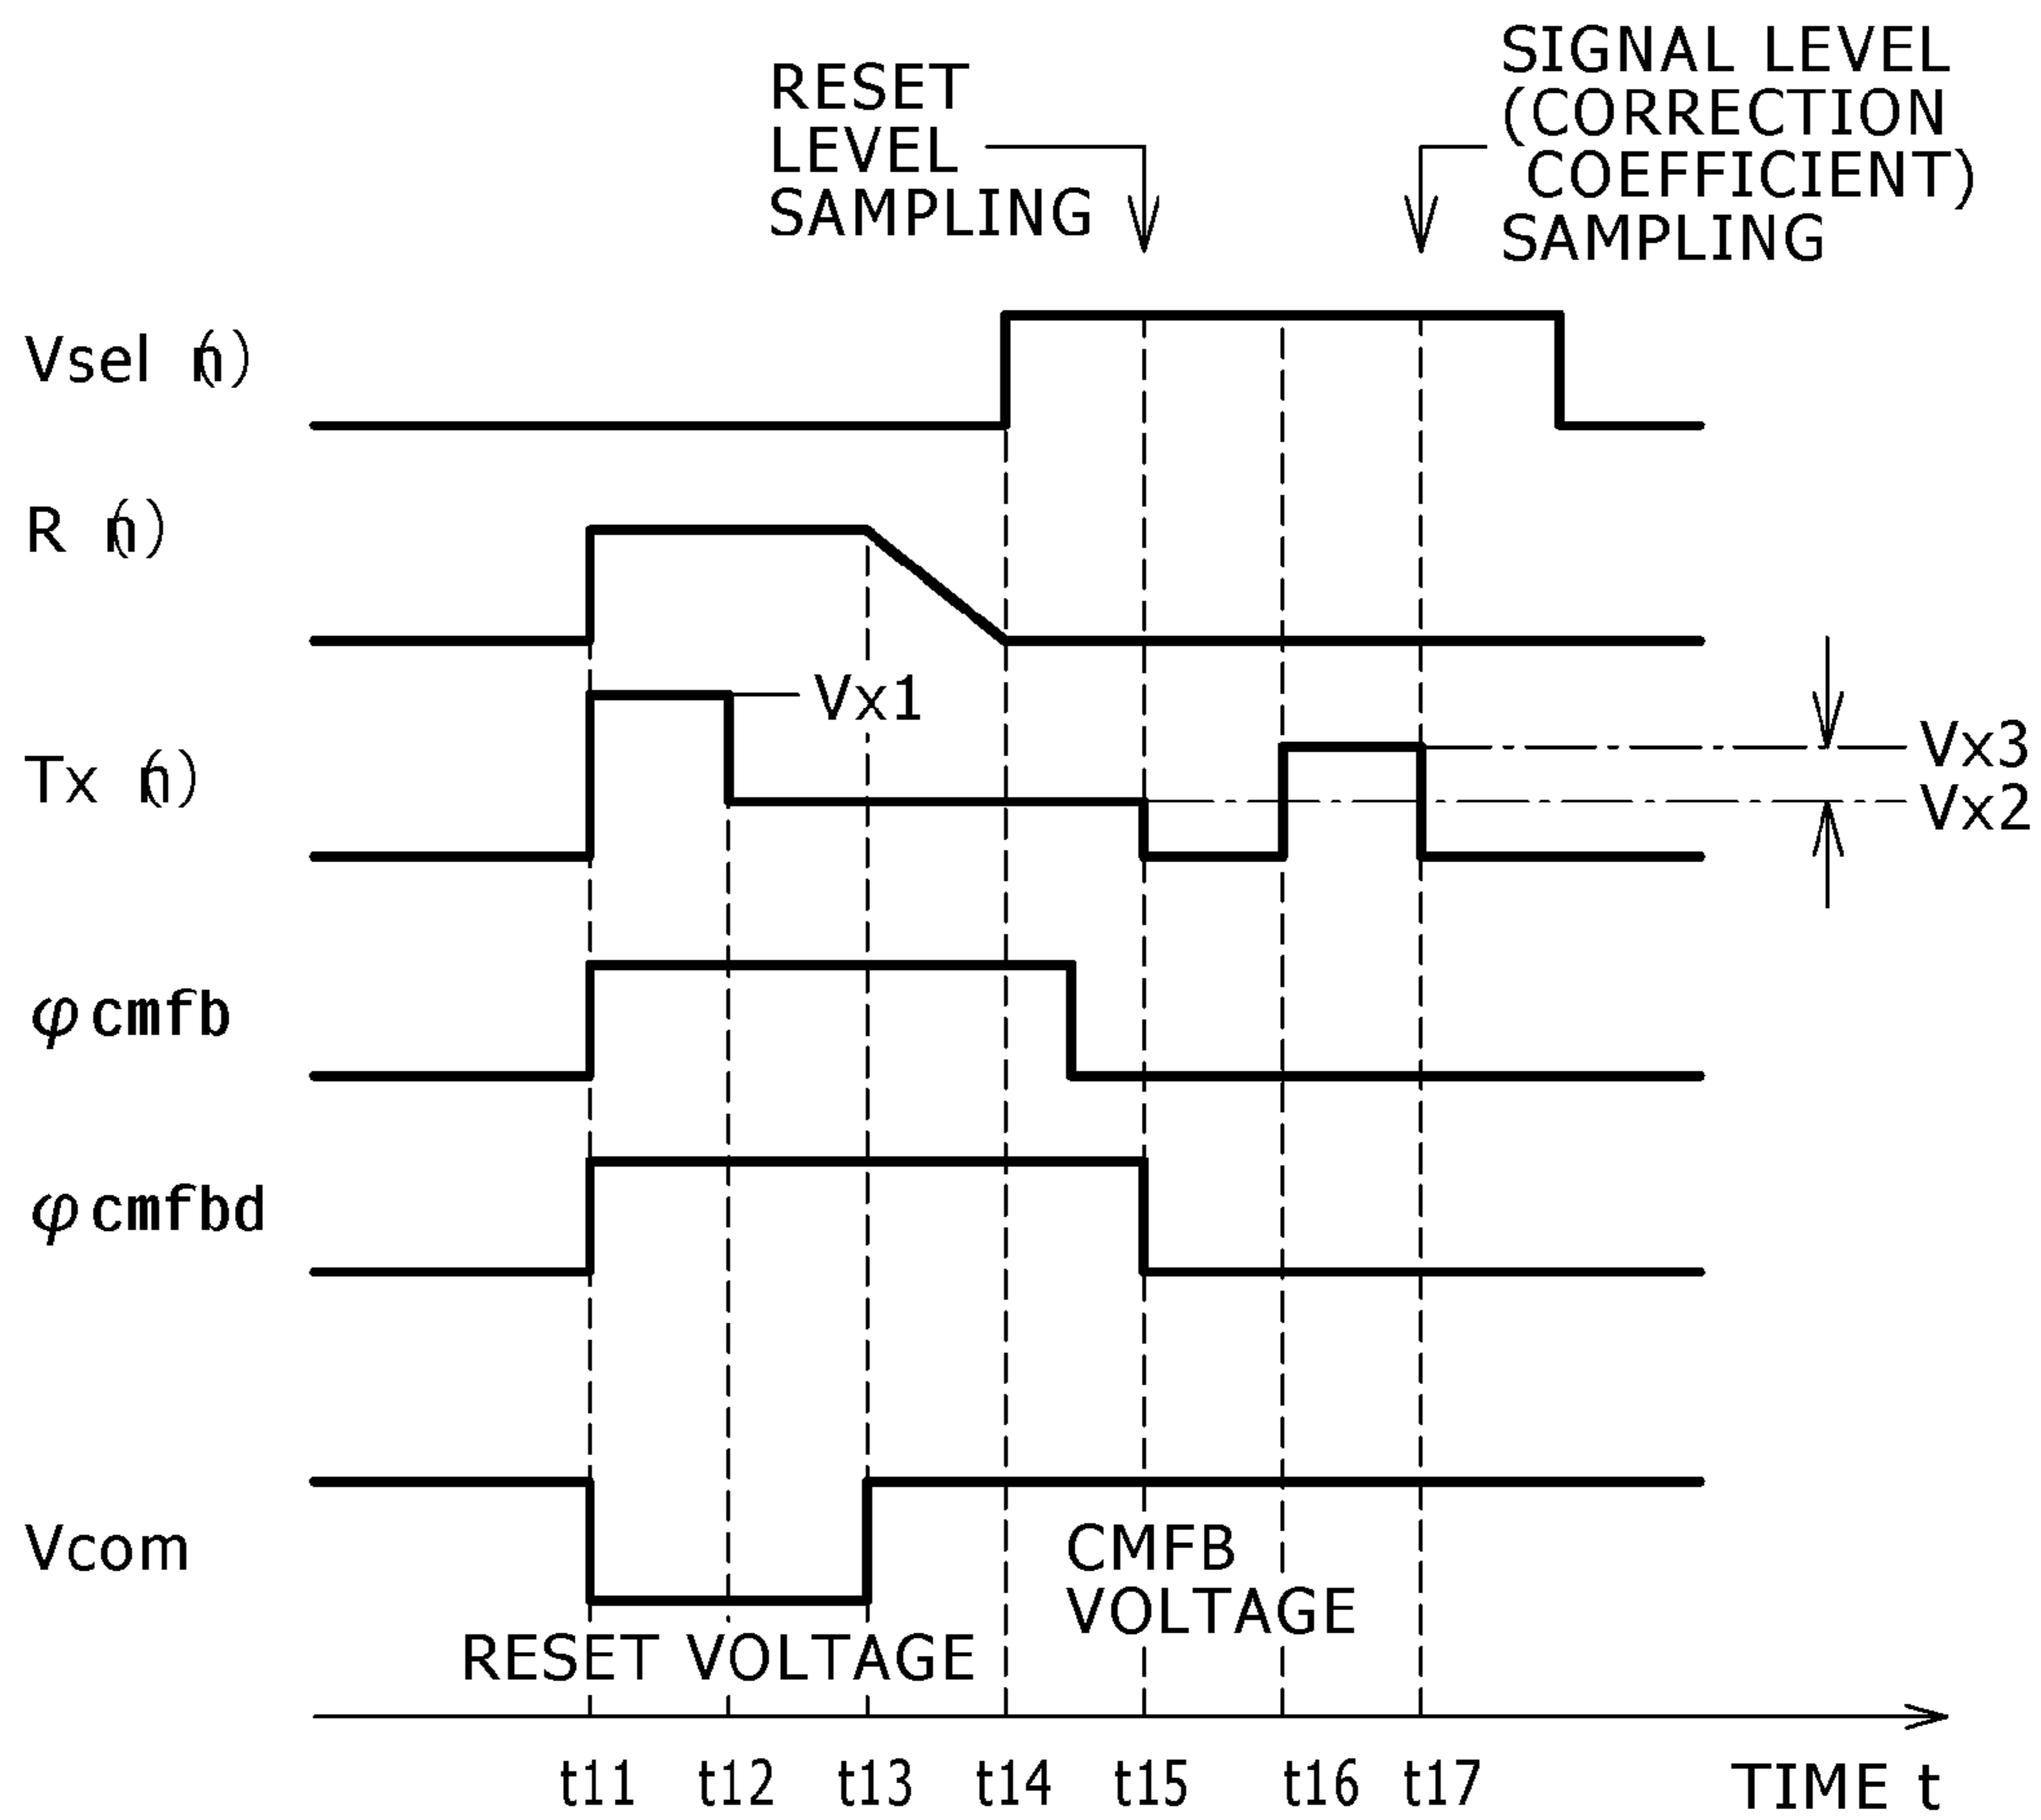 RESET
LEVEL
SAMPLING
SIGNAL LEVEL
(CORRECTION
COEFFICIENT)
SAMPLING
Vsel (n)
R (n)
Vx1
Tx (n)
Vx3
Vx2
φcmfb
φcmfbd
Vcom
CMFB
VOLTAGE
RESET VOLTAGE
t11 t12 t13 t14 t15 t16 t17 TIME t